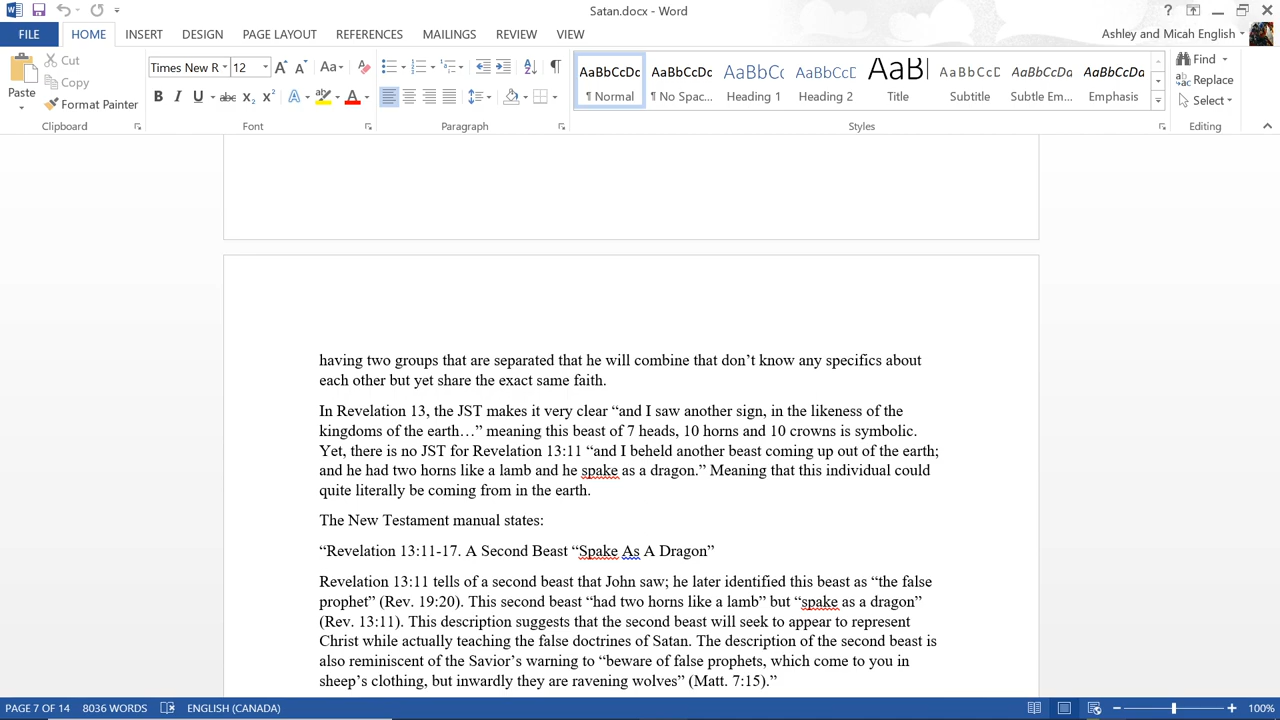 Satan.docx - Word
?
FILE HOME INSERT DESIGN PAGE LAYOUT REFERENCES MAILINGS REVIEW VIEW Ashley and Micah English
Paste
Cut
Copy
Format Painter
Clipboard
Times New R 12 Aa
B I U abc X₂ X² A A
Font
Paragraph
AaBbCcDc AaBbCcDc AaBbCc AaBbCcD AaBl AaBbCcD AaBbCcDc AaBbCcDc
¶ Normal ¶ No Spac... Heading 1 Heading 2 Title Subtitle Subtle Em... Emphasis
Styles
Find
Replace
Select
Editing
having two groups that are separated that he will combine that don’t know any specifics about
each other but yet share the exact same faith.
In Revelation 13, the JST makes it very clear “and I saw another sign, in the likeness of the
kingdoms of the earth…” meaning this beast of 7 heads, 10 horns and 10 crowns is symbolic.
Yet, there is no JST for Revelation 13:11 “and I beheld another beast coming up out of the earth;
and he had two horns like a lamb and he spake as a dragon.” Meaning that this individual could
quite literally be coming from in the earth.
The New Testament manual states:
“Revelation 13:11-17. A Second Beast “Spake As A Dragon”
Revelation 13:11 tells of a second beast that John saw; he later identified this beast as “the false
prophet” (Rev. 19:20). This second beast “had two horns like a lamb” but “spake as a dragon”
(Rev. 13:11). This description suggests that the second beast will seek to appear to represent
Christ while actually teaching the false doctrines of Satan. The description of the second beast is
also reminiscent of the Savior’s warning to “beware of false prophets, which come to you in
sheep’s clothing, but inwardly they are ravening wolves” (Matt. 7:15).”
PAGE 7 OF 14 8036 WORDS ENGLISH (CANADA) 100%